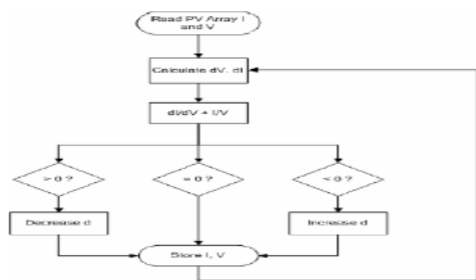 Read PV Array I
and V
Calculate dV, dI
dI/dV + I/V
> 0 ?
= 0 ?
< 0 ?
Decrease d
Increase d
Store I, V